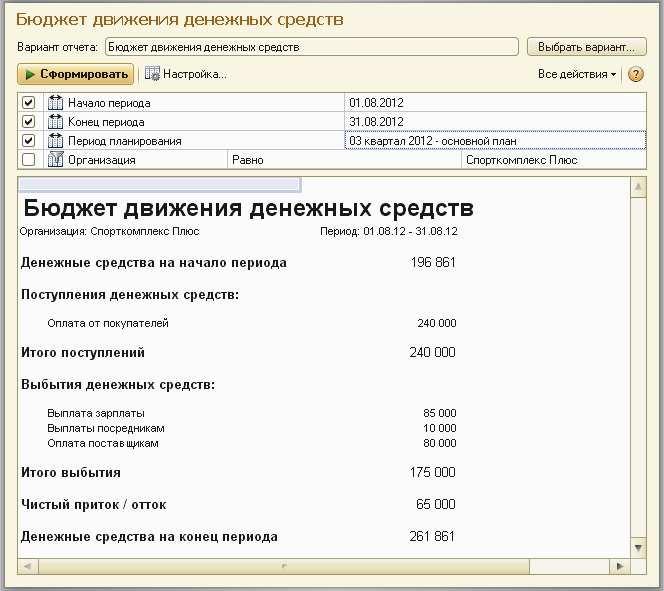 Бюджет движения денежных средств
Вариант отчета: Бюджет движения денежных средств Выбрать вариант...
Сформировать Настройка... Все действия ?
Начало периода 01.08.2012
Конец периода 31.08.2012
Период планирования 03 квартал 2012 - основной план
Организация Равно Спорткомплекс Плюс
Бюджет движения денежных средств
Организация: Спорткомплекс Плюс Период: 01.08.12 - 31.08.12
Денежные средства на начало периода 196 861
Поступления денежных средств:
Оплата от покупателей 240 000
Итого поступлений 240 000
Выбытия денежных средств:
Выплата зарплаты 85 000
Выплаты посредникам 10 000
Оплата поставщикам 80 000
Итого выбытия 175 000
Чистый приток / отток 65 000
Денежные средства на конец периода 261 861